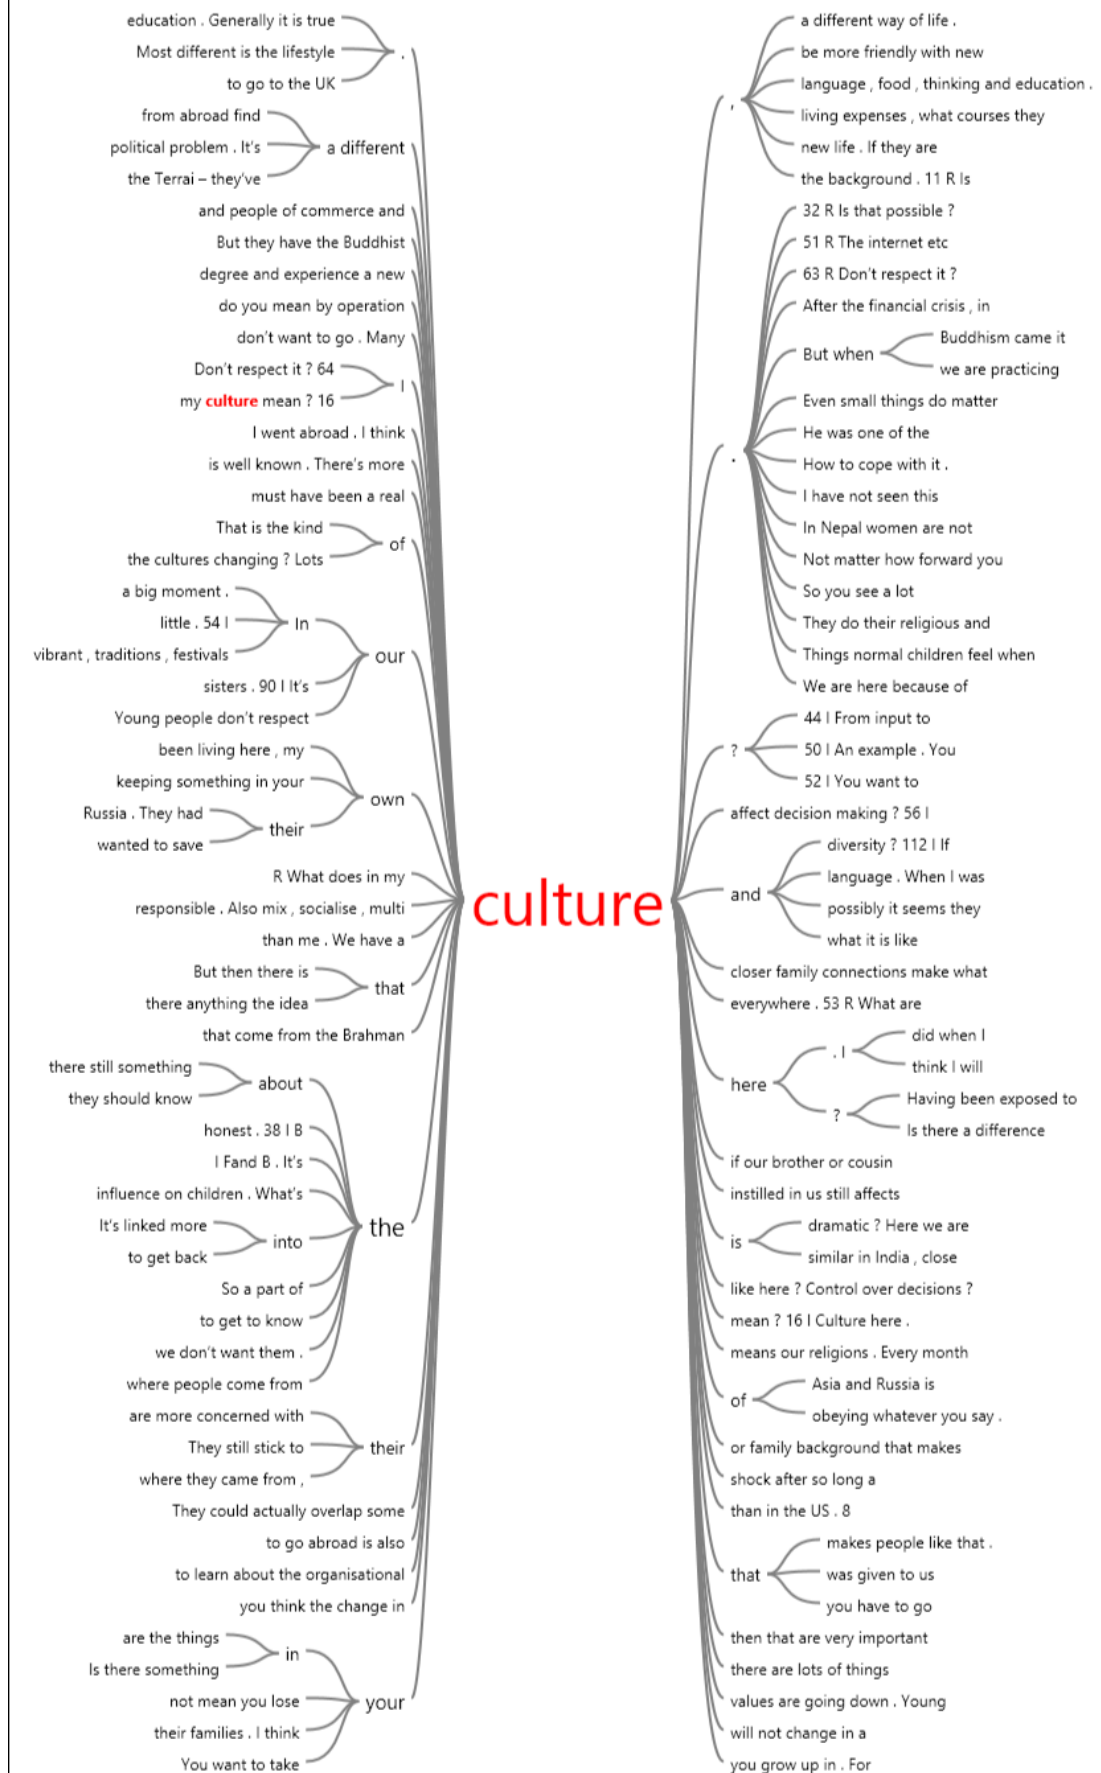 education . Generally it is true
Most different is the lifestyle
to go to the UK
.
from abroad find
political problem . It's
the Terrai – they've
a different
and people of commerce and
But they have the Buddhist
degree and experience a new
do you mean by operation
don't want to go . Many
Don't respect it ? 64
my culture mean ? 16
I
I went abroad . I think
is well known . There's more
must have been a real
That is the kind
the cultures changing ? Lots
of
a big moment .
little . 54 I
vibrant , traditions , festivals
In
sisters . 90 I It's
Young people don't respect
our
been living here , my
keeping something in your
Russia . They had
wanted to save
their
own
R What does in my
responsible . Also mix , socialise , multi
than me . We have a
But then there is
there anything the idea
that
that come from the Brahman
there still something
they should know
about
honest . 38 I B
I Fand B . It's
influence on children . What's
It's linked more
to get back
into
So a part of
to get to know
we don't want them .
where people come from
the
are more concerned with
They still stick to
where they came from ,
their
They could actually overlap some
to go abroad is also
to learn about the organisational
you think the change in
are the things
Is there something
in
not mean you lose
their families . I think
You want to take
your
culture
,
a different way of life .
be more friendly with new
language , food , thinking and education .
living expenses , what courses they
new life . If they are
the background . 11 R Is
.
32 R Is that possible ?
51 R The internet etc
63 R Don't respect it ?
After the financial crisis , in
But when
Buddhism came it
we are practicing
Even small things do matter
He was one of the
How to cope with it .
I have not seen this
In Nepal women are not
Not matter how forward you
So you see a lot
They do their religious and
Things normal children feel when
We are here because of
?
44 I From input to
50 I An example . You
52 I You want to
affect decision making ? 56 I
and
diversity ? 112 I If
language . When I was
possibly it seems they
what it is like
closer family connections make what
everywhere . 53 R What are
here
. I
did when I
think I will
?
Having been exposed to
Is there a difference
if our brother or cousin
instilled in us still affects
is
dramatic ? Here we are
similar in India , close
like here ? Control over decisions ?
mean ? 16 I Culture here .
means our religions . Every month
of
Asia and Russia is
obeying whatever you say .
or family background that makes
shock after so long a
than in the US . 8
that
makes people like that .
was given to us
you have to go
then that are very important
there are lots of things
values are going down . Young
will not change in a
you grow up in . For